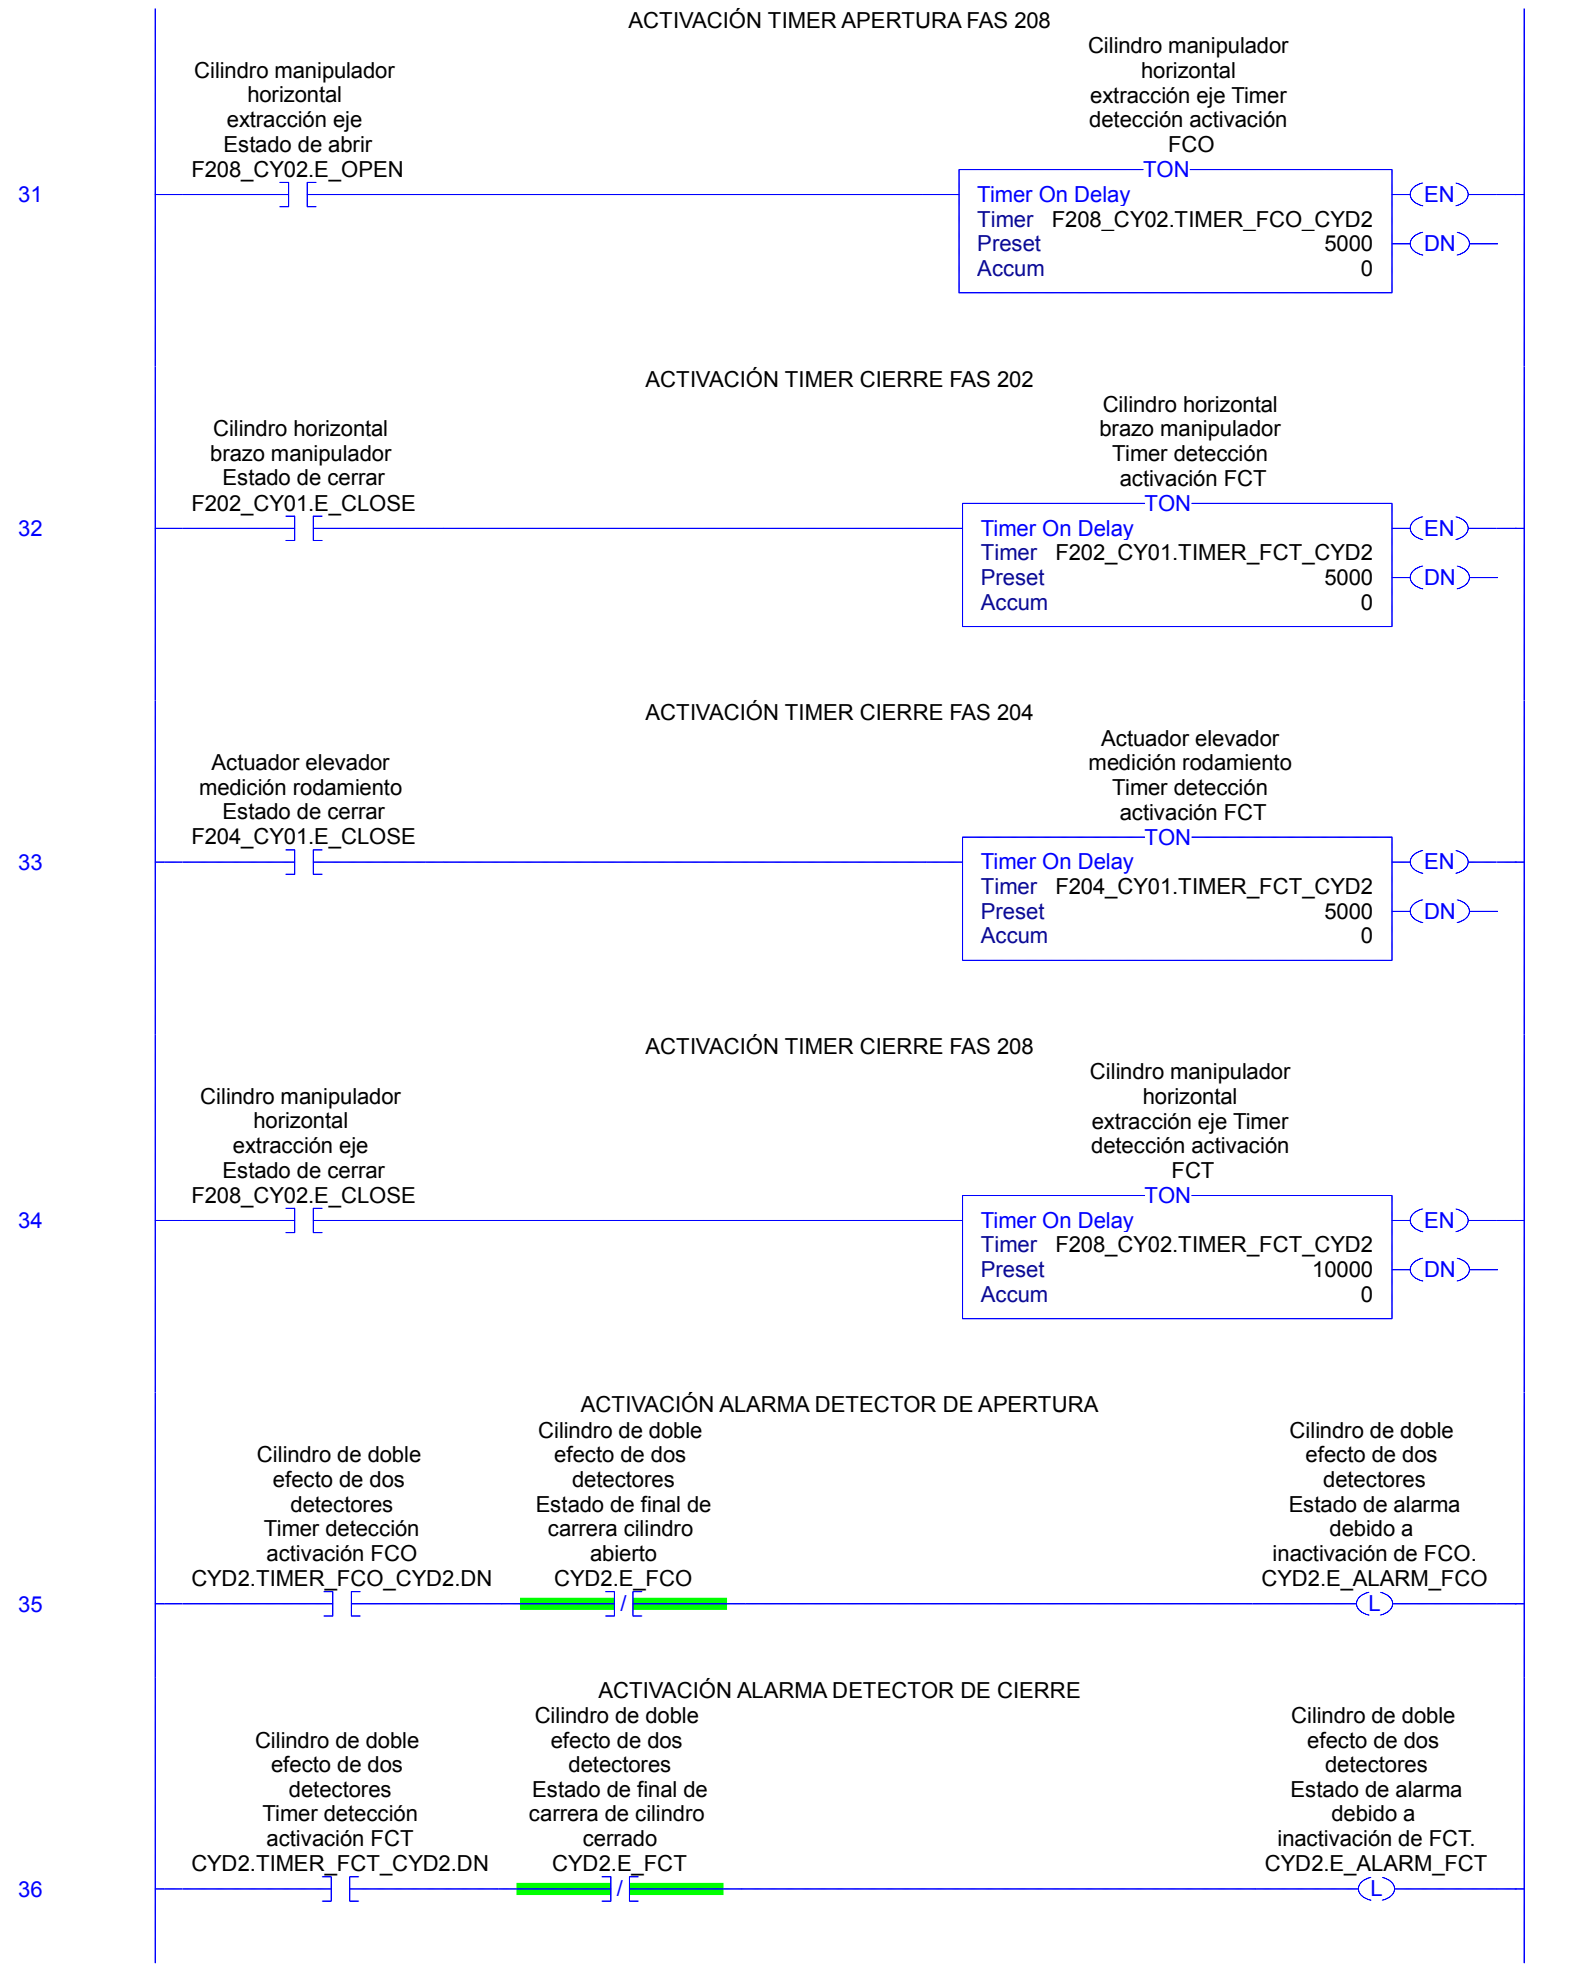 ACTIVACIÓN TIMER APERTURA FAS 208
Cilindro manipulador
horizontal
extracción eje
Estado de abrir
F208_CY02.E_OPEN
Cilindro manipulador
horizontal
extracción eje Timer
detección activación
FCO
31
TON
Timer On Delay
Timer F208_CY02.TIMER_FCO_CYD2
Preset 5000
Accum 0
EN
DN
ACTIVACIÓN TIMER CIERRE FAS 202
Cilindro horizontal
brazo manipulador
Estado de cerrar
F202_CY01.E_CLOSE
Cilindro horizontal
brazo manipulador
Timer detección
activación FCT
32
TON
Timer On Delay
Timer F202_CY01.TIMER_FCT_CYD2
Preset 5000
Accum 0
EN
DN
ACTIVACIÓN TIMER CIERRE FAS 204
Actuador elevador
medición rodamiento
Estado de cerrar
F204_CY01.E_CLOSE
Actuador elevador
medición rodamiento
Timer detección
activación FCT
33
TON
Timer On Delay
Timer F204_CY01.TIMER_FCT_CYD2
Preset 5000
Accum 0
EN
DN
ACTIVACIÓN TIMER CIERRE FAS 208
Cilindro manipulador
horizontal
extracción eje
Estado de cerrar
F208_CY02.E_CLOSE
Cilindro manipulador
horizontal
extracción eje Timer
detección activación
FCT
34
TON
Timer On Delay
Timer F208_CY02.TIMER_FCT_CYD2
Preset 10000
Accum 0
EN
DN
ACTIVACIÓN ALARMA DETECTOR DE APERTURA
Cilindro de doble
efecto de dos
detectores
Timer detección
activación FCO
CYD2.TIMER_FCO_CYD2.DN
Cilindro de doble
efecto de dos
detectores
Estado de final de
carrera cilindro
abierto
CYD2.E_FCO
Cilindro de doble
efecto de dos
detectores
Estado de alarma
debido a
inactivación de FCO.
CYD2.E_ALARM_FCO
35
/
L
ACTIVACIÓN ALARMA DETECTOR DE CIERRE
Cilindro de doble
efecto de dos
detectores
Timer detección
activación FCT
CYD2.TIMER_FCT_CYD2.DN
Cilindro de doble
efecto de dos
detectores
Estado de final de
carrera de cilindro
cerrado
CYD2.E_FCT
Cilindro de doble
efecto de dos
detectores
Estado de alarma
debido a
inactivación de FCT.
CYD2.E_ALARM_FCT
36
/
L